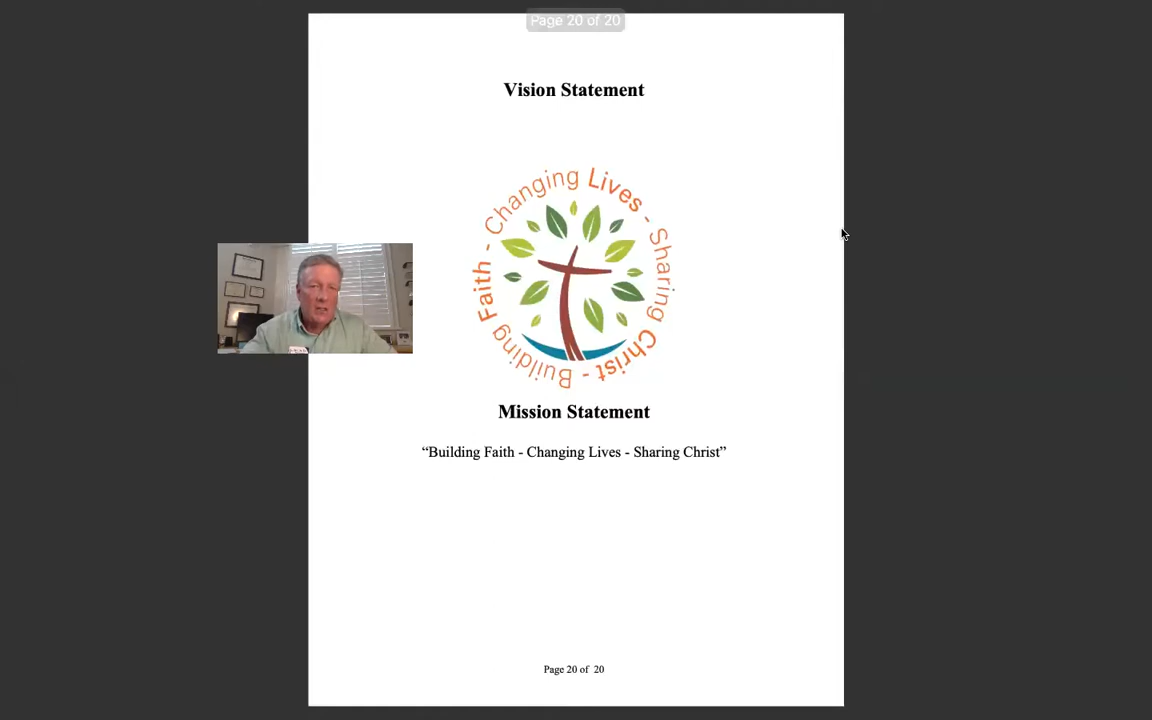 Page 20 of 20
Vision Statement
Building Faith - Changing Lives - Sharing Christ -
Mission Statement
“Building Faith - Changing Lives - Sharing Christ”
Page 20 of 20